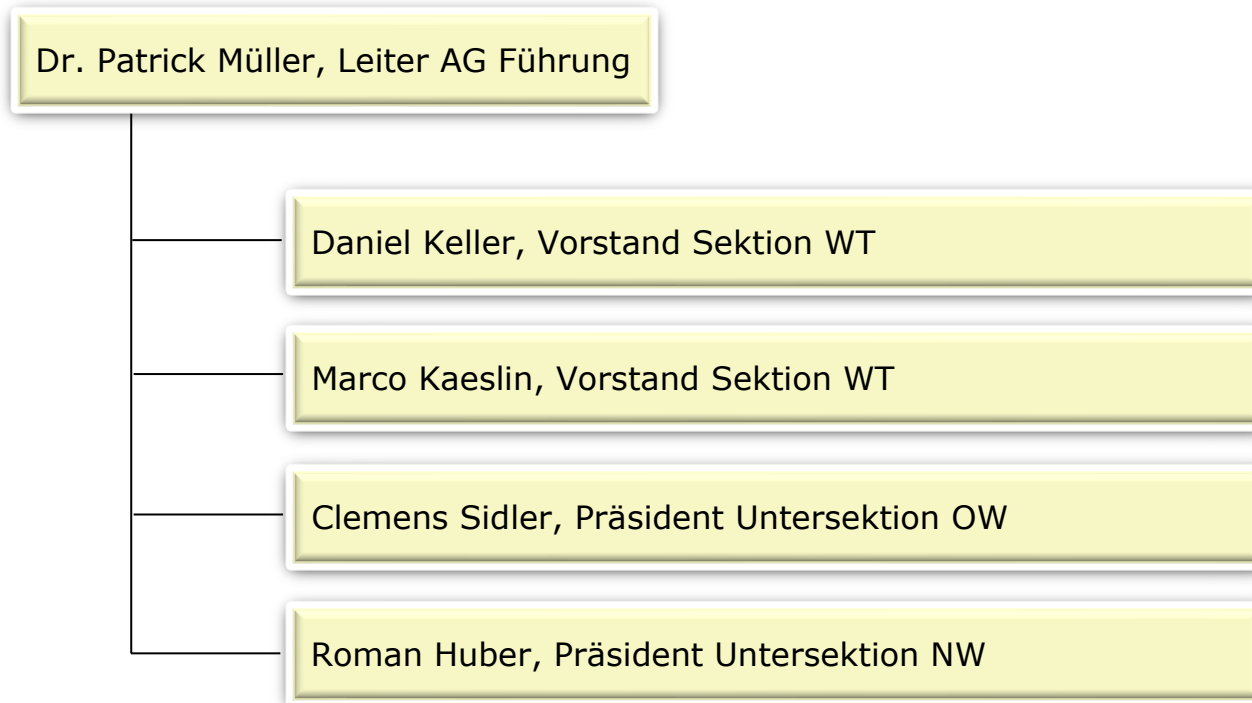 Dr. Patrick Müller, Leiter AG Führung
Daniel Keller, Vorstand Sektion WT
Marco Kaeslin, Vorstand Sektion WT
Clemens Sidler, Präsident Untersektion OW
Roman Huber, Präsident Untersektion NW